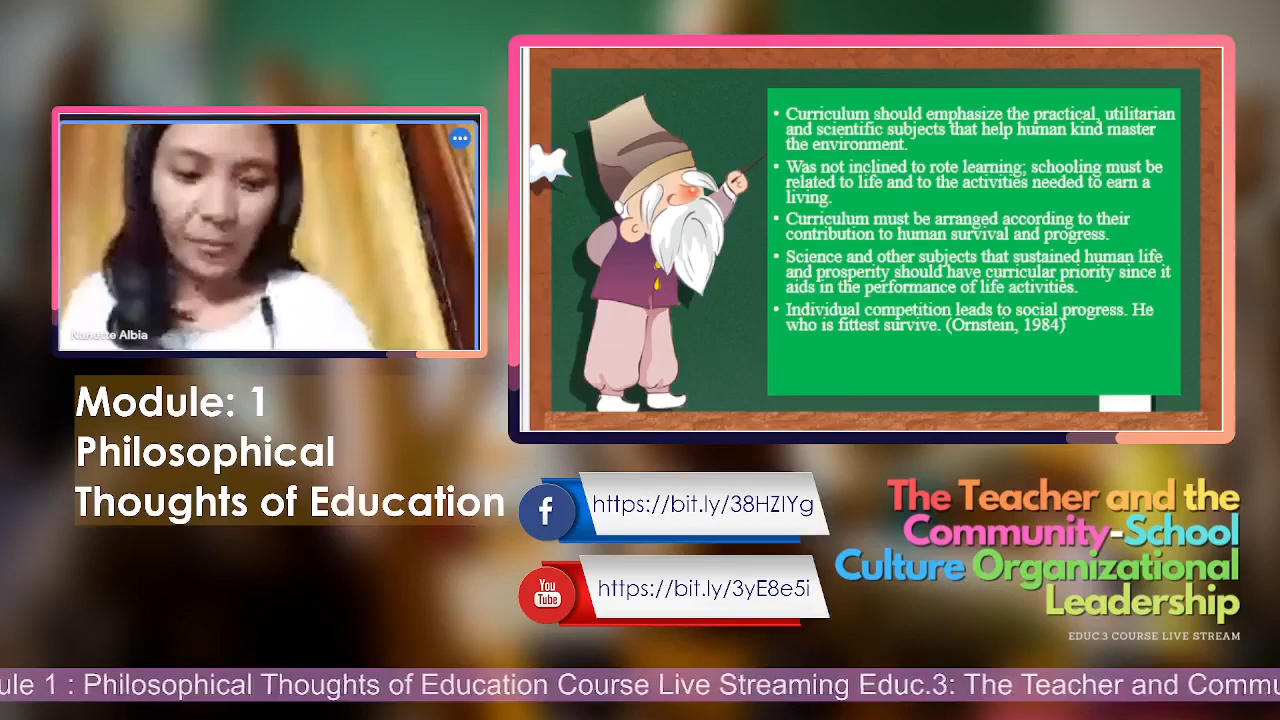 • Curriculum should emphasize the practical, utilitarian
and scientific subjects that help human kind master
the environment.
• Was not inclined to rote learning; schooling must be
related to life and to the activities needed to earn a
living.
• Curriculum must be arranged according to their
contribution to human survival and progress.
• Science and other subjects that sustained human life
and prosperity should have curricular priority since it
aids in the performance of life activities.
• Individual competition leads to social progress. He
who is fittest survive. (Ornstein, 1984)
Nanette Albia
Module: 1
Philosophical
Thoughts of Education
f
https://bit.ly/38HZIYg
You
Tube
https://bit.ly/3yE8e5i
The Teacher and the
Community-School
Culture Organizational
Leadership
EDUC.3 COURSE LIVE STREAM
ule 1 : Philosophical Thoughts of Education Course Live Streaming Educ.3: The Teacher and Commu